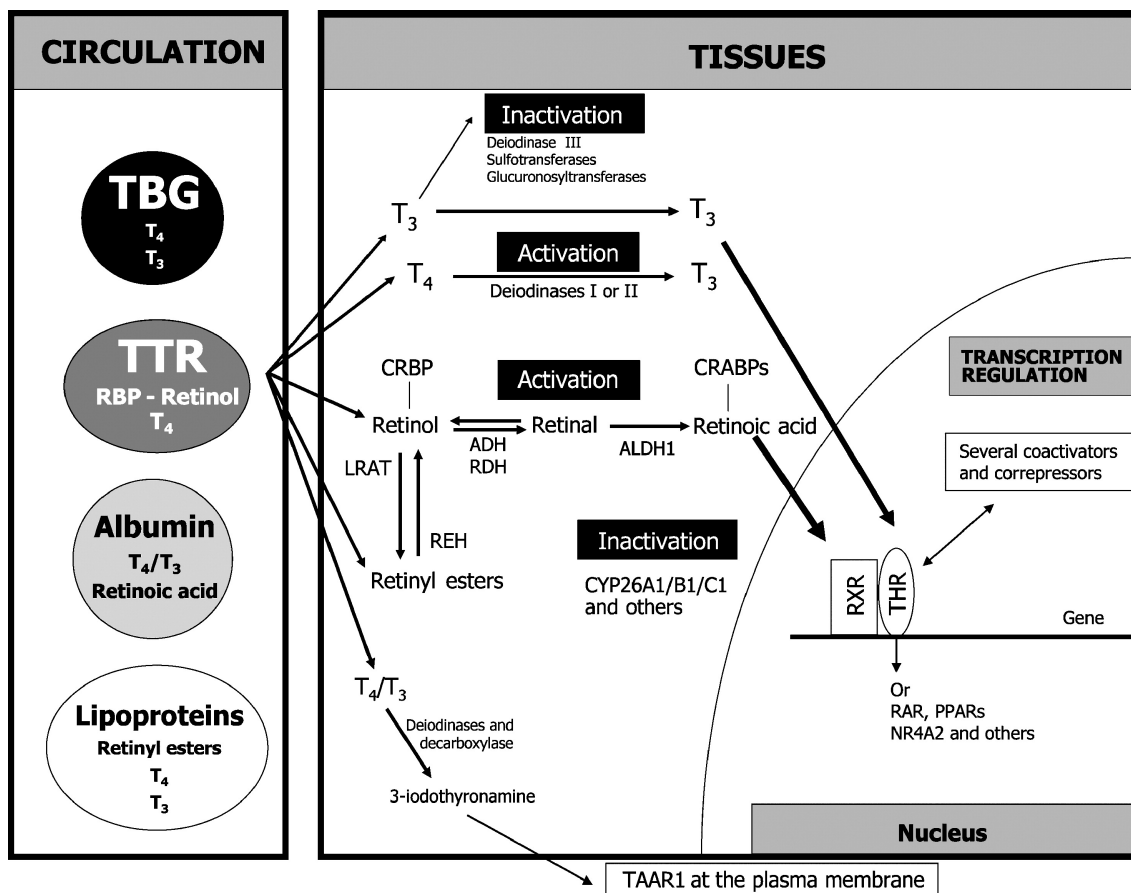 CIRCULATION
TBG
T4
T3
TTR
RBP - Retinol
T4
Albumin
T4/T3
Retinoic acid
Lipoproteins
Retinyl esters
T4
T3
TISSUES
Inactivation
Deiodinase III
Sulfotransferases
Glucuronosyltransferases
T3
T3
Activation
T4
T3
Deiodinases I or II
CRBP
Activation
CRABPs
Retinol
Retinal
Retinoic acid
ADH
RDH
ALDH1
LRAT
REH
Retinyl esters
Inactivation
CYP26A1/B1/C1
and others
T4/T3
Deiodinases and
decarboxylase
3-iodothyronamine
TAAR1 at the plasma membrane
TRANSCRIPTION
REGULATION
Several coactivators
and correpressors
RXR
THR
Gene
Or
RAR, PPARs
NR4A2 and others
Nucleus